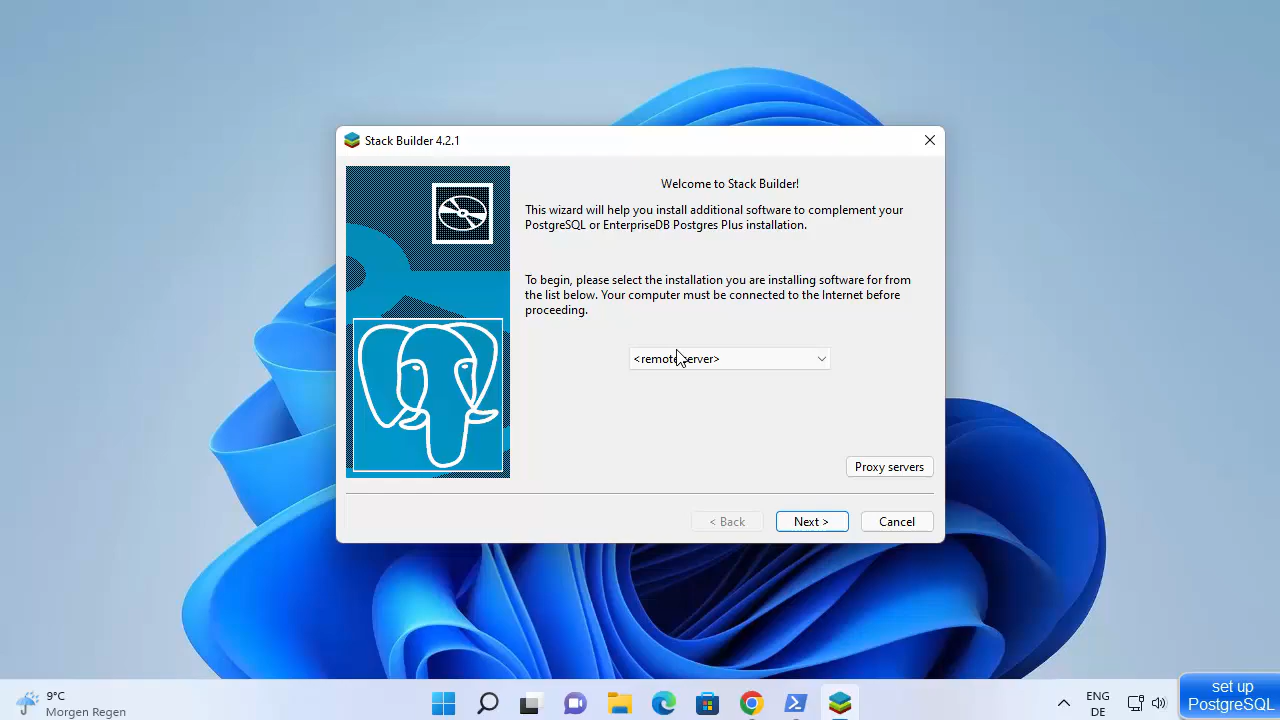 Stack Builder 4.2.1
Welcome to Stack Builder!
This wizard will help you install additional software to complement your
PostgreSQL or EnterpriseDB Postgres Plus installation.
To begin, please select the installation you are installing software for from
the list below. Your computer must be connected to the Internet before
proceeding.
<remote server>
Proxy servers
< Back
Next >
Cancel
9°C
Morgen Regen
ENG
DE
set up
PostgreSQL